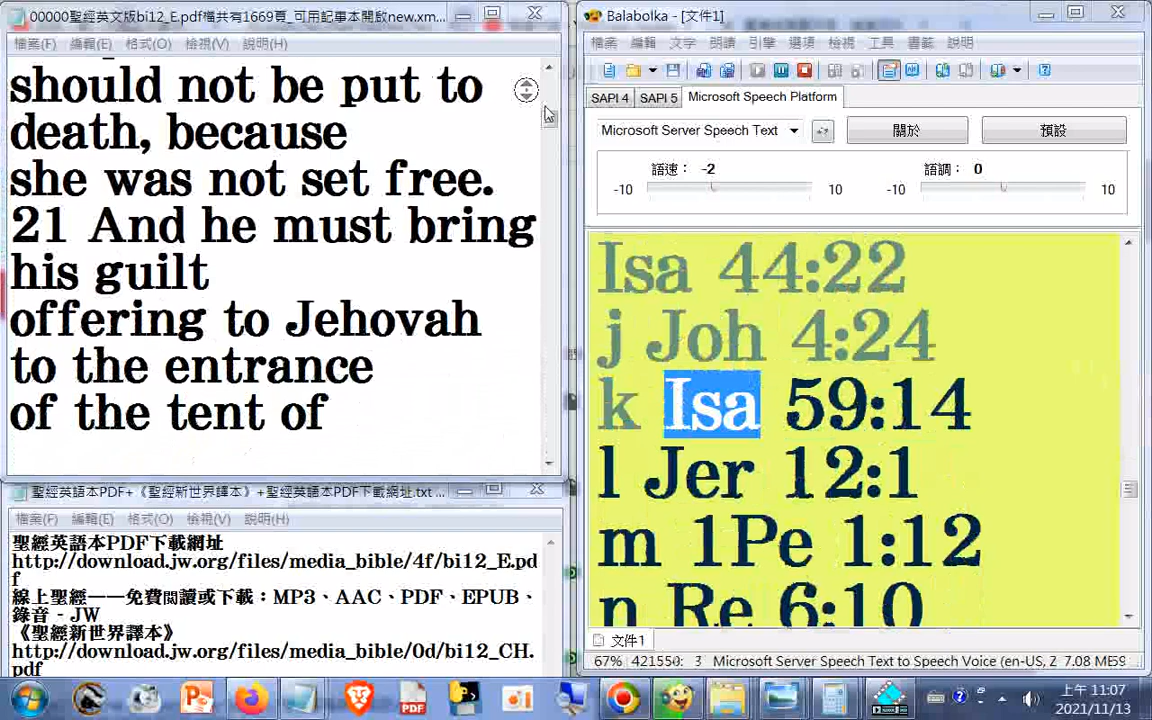 00000聖經英文版bi12_E.pdf檔共有1669頁_可用記事本開啟new.xm...
檔案(F) 編輯(E) 格式(O) 檢視(V) 說明(H)
should not be put to
death, because
she was not set free.
21 And he must bring
his guilt
offering to Jehovah
to the entrance
of the tent of
聖經英語本PDF+《聖經新世界譯本》+聖經英語本PDF下載網址.txt ...
檔案(F) 編輯(E) 格式(O) 檢視(V) 說明(H)
聖經英語本PDF下載網址
http://download.jw.org/files/media_bible/4f/bi12_E.pd
f
線上聖經——免費閱讀或下載：MP3、AAC、PDF、EPUB、
錄音 - JW
《聖經新世界譯本》
http://download.jw.org/files/media_bible/0d/bi12_CH.
pdf
Balabolka - [文件1]
檔案 編輯 文字 朗讀 引擎 選項 檢視 工具 書籤 說明
SAPI 4 SAPI 5 Microsoft Speech Platform
Microsoft Server Speech Text 關於 預設
語速： -2 語調： 0
-10 10 -10 10
Isa 44:22
j Joh 4:24
k Isa 59:14
l Jer 12:1
m 1Pe 1:12
n Re 6:10
文件1
67% 421550: 3 Microsoft Server Speech Text to Speech Voice (en-US, Z 7.08 ME59
上午 11:07
2021/11/13